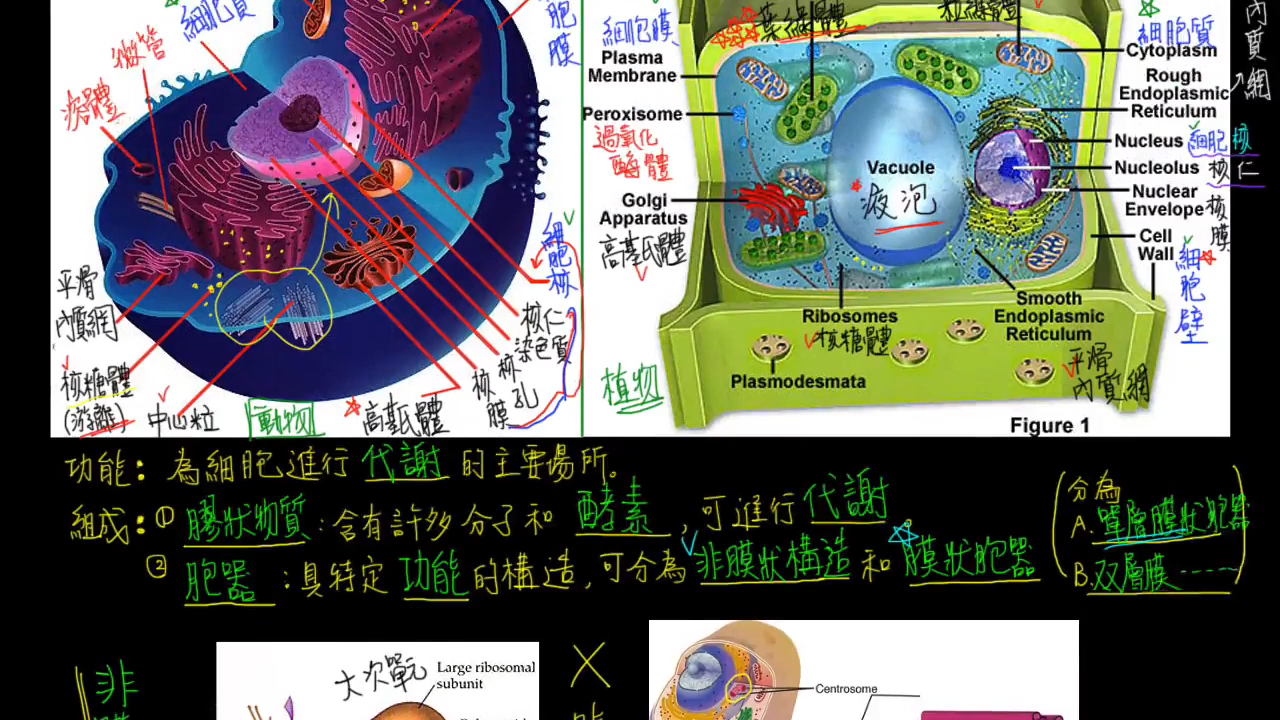 細胞質
微管
液體
胞膜
細胞核
平滑
內質網
核糖體
(游離)
中心粒
動物
高基氏體
核膜
核孔
核仁
染色質
細胞膜
Plasma
Membrane
Peroxisome
過氧化
酶體
Golgi
Apparatus
高基氏體
植物
葉綠體
Vacuole
液泡
細胞質
Cytoplasm
Rough
Endoplasmic
Reticulum
內質網
Nucleus 細胞核
Nucleolus 核仁
Nuclear
Envelope
核膜
Cell
Wall
細胞壁
Ribosomes
核糖體
Smooth
Endoplasmic
Reticulum
平滑
內質網
Plasmodesmata
Figure 1
功能：為細胞進行代謝的主要場所。
組成：① 膠狀物質：含有許多分子和酵素，可進行代謝
② 胞器：具特定功能的構造，可分為非膜狀構造和膜狀胞器
(分為
A.單層膜狀胞器
B.双層膜……)
非
大次單元
Large ribosomal
subunit
Centrosome